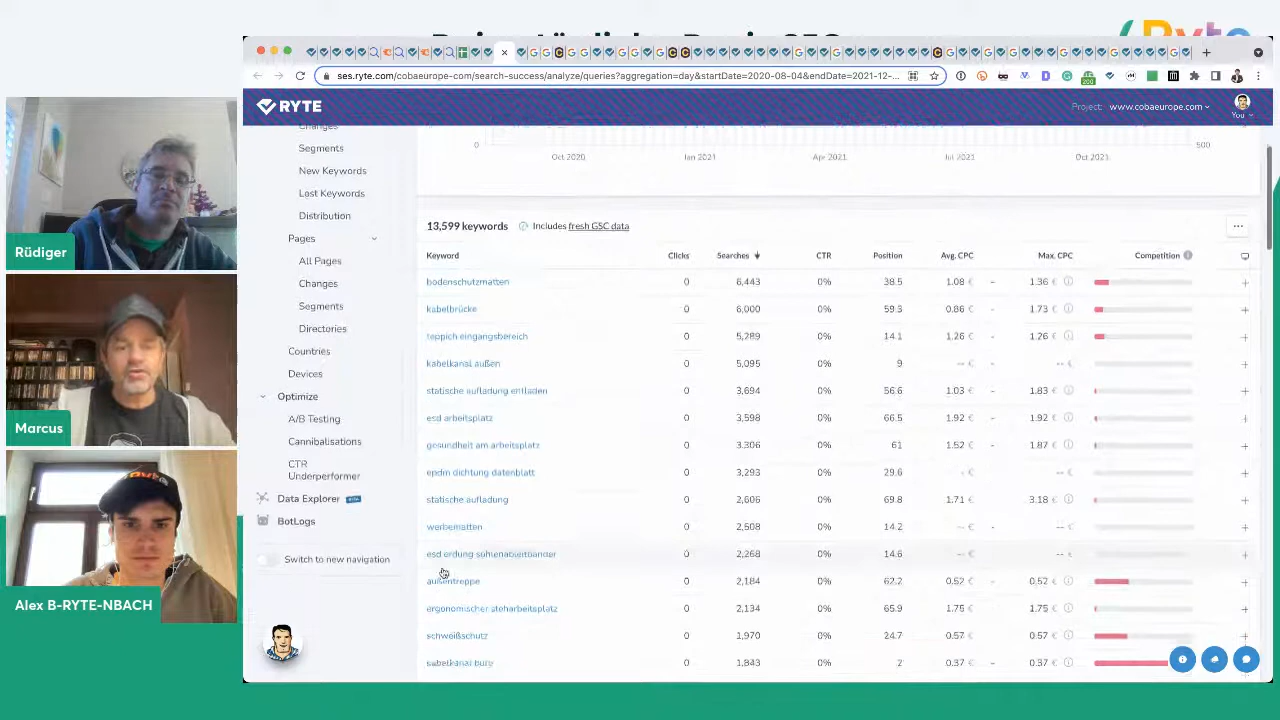 Ryte
ses.ryte.com/cobaeurope-com/search-success/analyze/queries?aggregation=day&startDate=2020-08-04&endDate=2021-12-...
RYTE
Project: www.cobaeurope.com
You
Changes
Segments
New Keywords
Lost Keywords
Distribution
Pages
All Pages
Changes
Segments
Directories
Countries
Devices
Optimize
A/B Testing
Cannibalisations
CTR
Underperformer
Data Explorer BETA
BotLogs
Switch to new navigation
0 500
Oct 2020 Jan 2021 Apr 2021 Jul 2021 Oct 2021
13,599 keywords Includes fresh GSC data
Keyword Clicks Searches CTR Position Avg. CPC Max. CPC Competition
bodenschutzmatten 0 6,443 0% 38.5 1.08 € - 1.36 €
kabelbrücke 0 6,000 0% 59.3 0.86 € - 1.73 €
teppich eingangsbereich 0 5,289 0% 14.1 1.26 € - 1.26 €
kabelkanal außen 0 5,095 0% 9 -- € - -- €
statische aufladung entladen 0 3,694 0% 56.6 1.03 € - 1.83 €
esd arbeitsplatz 0 3,598 0% 66.5 1.92 € - 1.92 €
gesundheit am arbeitsplatz 0 3,306 0% 61 1.52 € - 1.87 €
epdm dichtung datenblatt 0 3,293 0% 29.6 - € - -- €
statische aufladung 0 2,606 0% 69.8 1.71 € - 3.18 €
werbematten 0 2,508 0% 14.2 -- € - -- €
esd erdung 0 2,268 0% 14.6 -- € - -- €
außentreppe 0 2,184 0% 62.2 0.52 € - 0.52 €
ergonomischer steharbeitsplatz 0 2,134 0% 65.9 1.75 € - 1.75 €
schweißschutz 0 1,970 0% 24.7 0.57 € - 0.57 €
0 1,843 0% 2 0.37 € - 0.37 €
Rüdiger
Marcus
Alex B-RYTE-NBACH